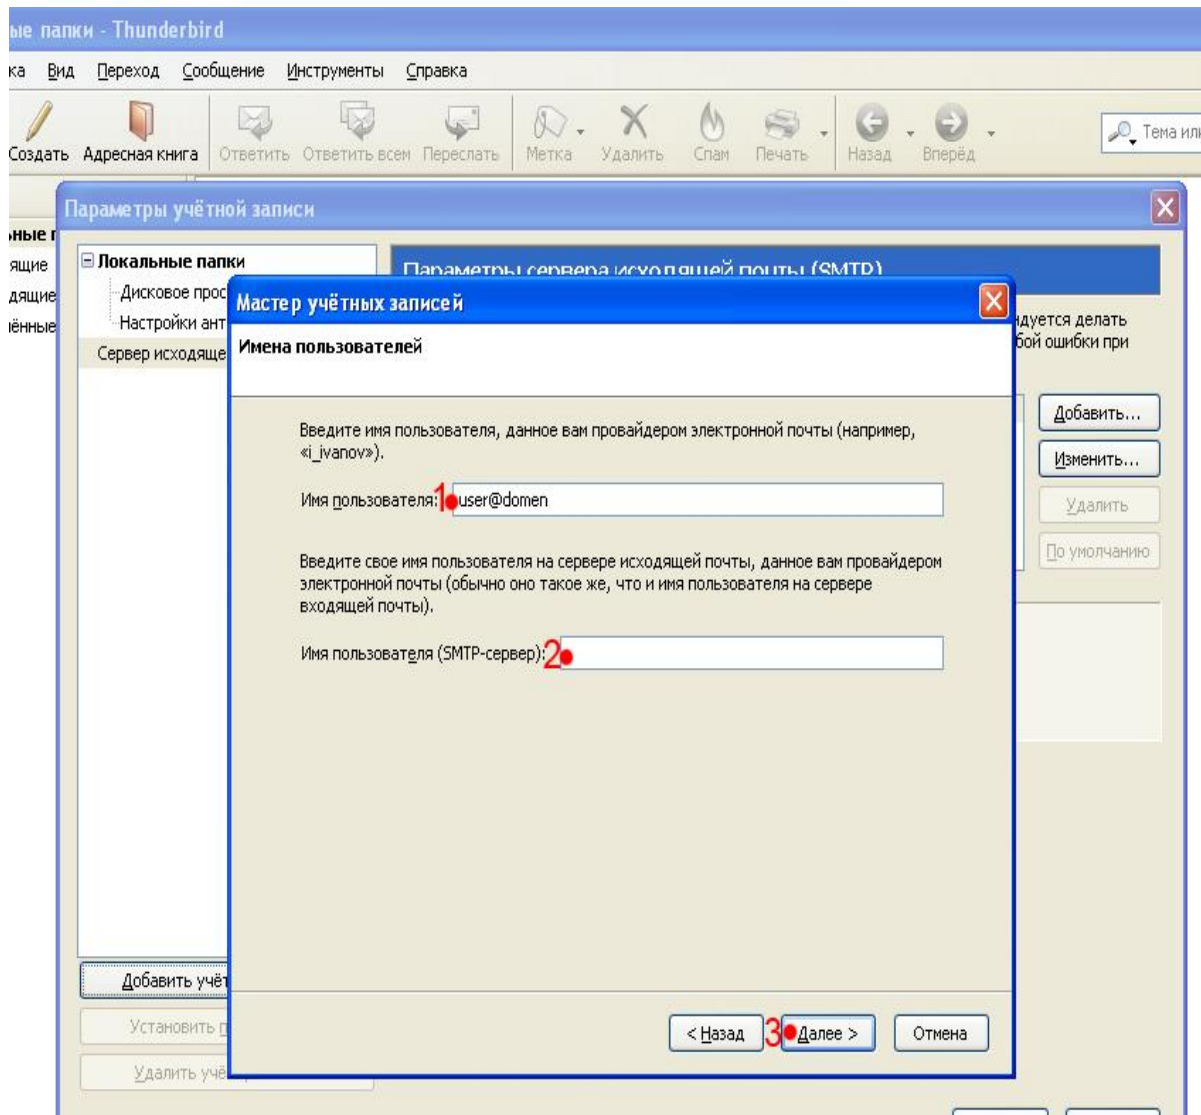 ые папки - Thunderbird
ка Вид Переход Сообщение Инструменты Справка
Создать Адресная книга Ответить Ответить всем Переслать Метка Удалить Спам Печать Назад Вперёд Тема или
Параметры учётной записи
ные п
ящие
дящие
лённые
Локальные папки
Дисковое прос
Настройки ант
Сервер исходяще
Параметры сервера исходящей почты (SMTP)
ндуется делать
бой ошибки при
Добавить...
Изменить...
Удалить
По умолчанию
Мастер учётных записей
Имена пользователей
Введите имя пользователя, данное вам провайдером электронной почты (например,
«i_ivanov»).
Имя пользователя: 1 user@domen
Введите свое имя пользователя на сервере исходящей почты, данное вам провайдером
электронной почты (обычно оно такое же, что и имя пользователя на сервере
входящей почты).
Имя пользователя (SMTP-сервер): 2
< Назад 3 Далее > Отмена
Добавить учёт
Установить п
Удалить учё